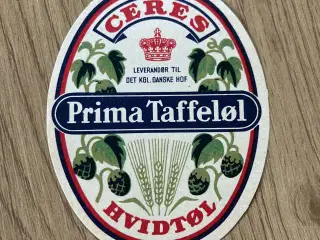 CERES
LEVERANDØR TIL
DET KGL. DANSKE HOF
Prima Taffeløl
HVIDTØL